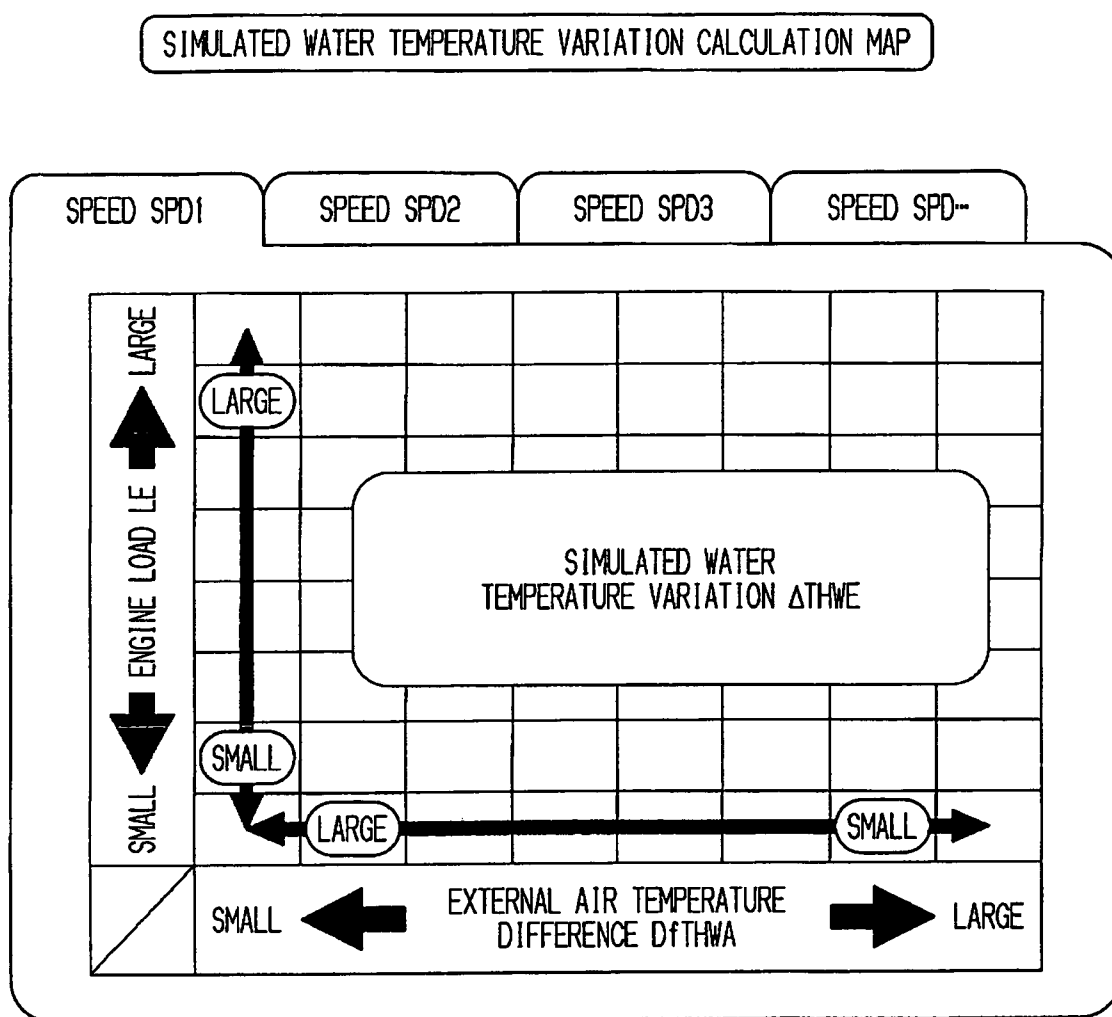 SIMULATED WATER TEMPERATURE VARIATION CALCULATION MAP
SPEED SPD1
SPEED SPD2
SPEED SPD3
SPEED SPD…
LARGE
ENGINE LOAD LE
SMALL
LARGE
SMALL
SIMULATED WATER
TEMPERATURE VARIATION ΔTHWE
LARGE
SMALL
SMALL
EXTERNAL AIR TEMPERATURE
DIFFERENCE DfTHWA
LARGE